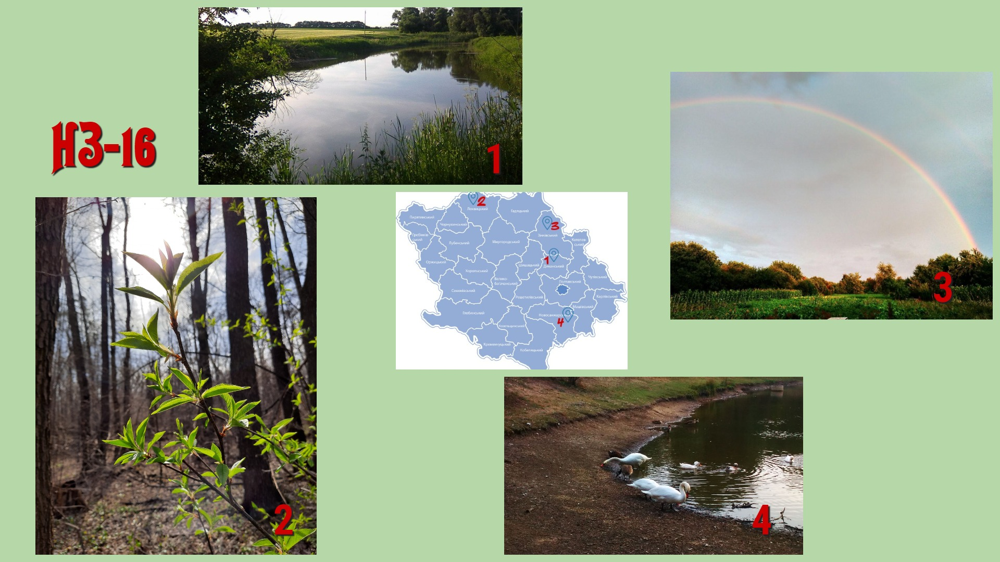 НЗ-16
1
2
Лохвицький
Гадяцький
Пирятинський
Чорнухинський
3
Зіньківський
Гребінків-
ський
Лубенський
Миргородський
Котелев-
ський
1
Оржицький
Шишацький
Диканський
Хорольський
Чутівський
Велико-
багачанський
Полтавський
Семенівський
Решетилівський
Карлівський
Машівський
Глобинський
Новосанжарський
4
Козельщинський
Кременчуцький
Кобеляцький
3
2
4